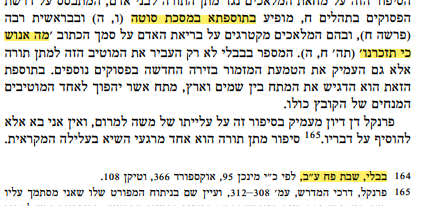 הפסוקים בתהלים ח, מופיע בתוספתא במסכת סוטה (ו, ה) ובבראשית רבה
(פרשה ח), ובהם המלאכים מקטרגים על בריאת האדם על סמך הכתוב ׳מה אנוש
כי תזכרנו׳ (תה׳ ח, ה). המספר בבבלי לא רק העביר את המוטיב הזה למתן תורה
אלא גם העמיק את הטעמת המזמור בזירה החדשה בפסוקים נוספים. בתוספת
הזאת הוא הדגיש את המתח בין שמים וארץ, מתח אשר יהפוך לאחד המוטיבים
המנחים של הקובץ כולו.
פרנקל דן דיון מעמיק בסיפור זה על עלייתו של משה למרום, ואין אני בא אלא
להוסיף על דבריו.165 סיפור מתן תורה הוא אחד מרגעי השיא בעלילה המקראית.
164 בבלי, שבת פח ע״ב, לפי כ״י מינכן 95, אוקספורד 366, וטיקן 108.
165 פרנקל, דרכי המדרש, עמ׳ 308–312, ועיין שם בניתוח המפורט שלו שאני מסתמך עליו